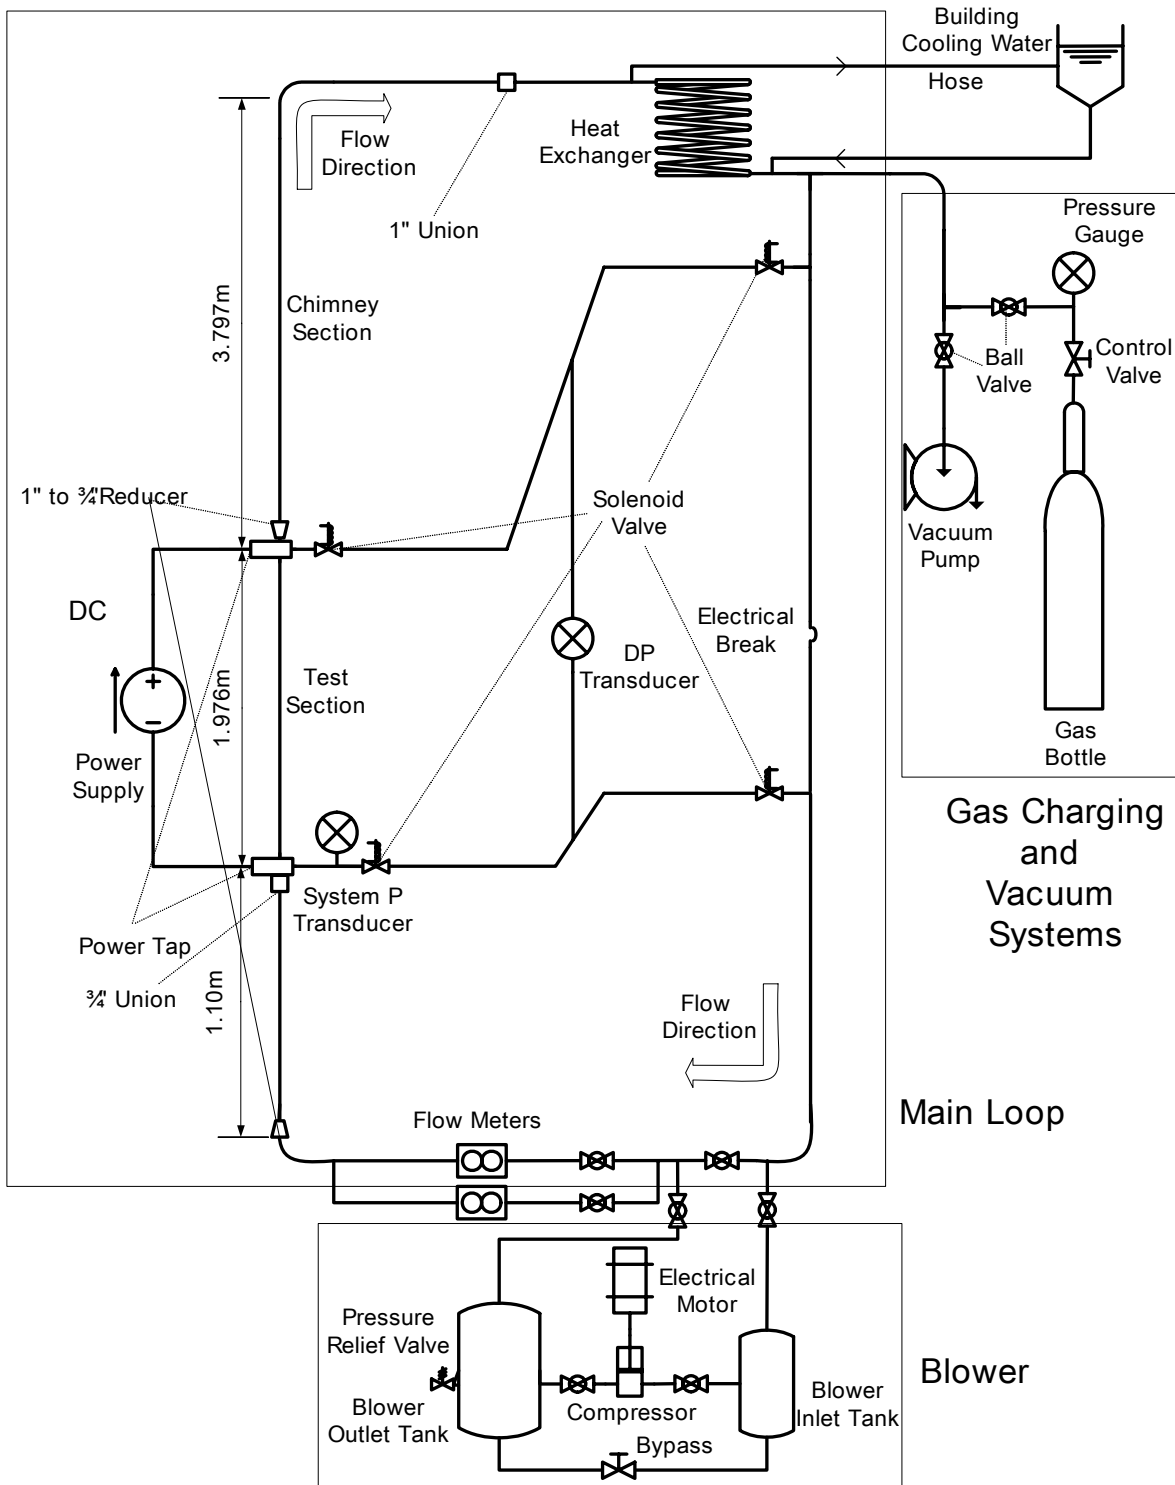 Building
Cooling Water
Hose
Flow
Direction
Heat
Exchanger
1" Union
Pressure
Gauge
3.797m
Chimney
Section
Ball
Valve
Control
Valve
1" to ¾"Reducer
Solenoid
Valve
Vacuum
Pump
DC
Electrical
Break
1.976m
Test
Section
DP
Transducer
+
−
Power
Supply
Gas
Bottle
Gas Charging
and
Vacuum
Systems
System P
Transducer
Power Tap
¾" Union
1.10m
Flow
Direction
Flow Meters
Main Loop
Electrical
Motor
Pressure
Relief Valve
Blower
Blower
Outlet Tank
Compressor
Blower
Inlet Tank
Bypass